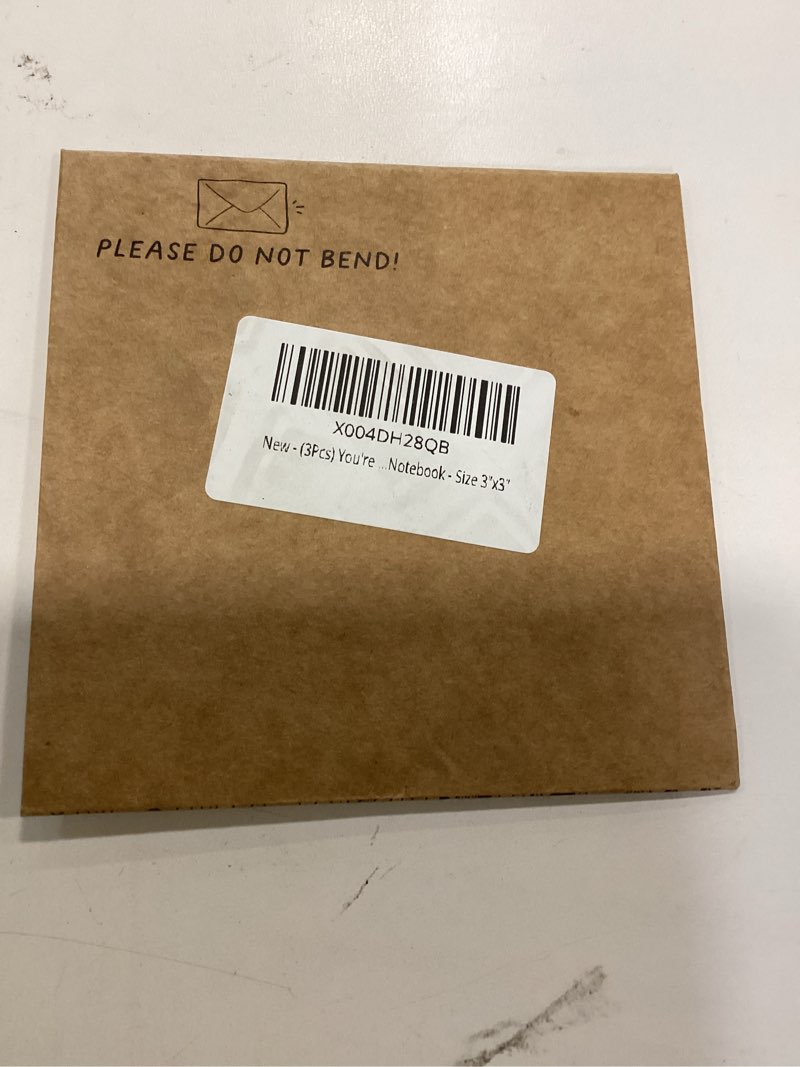 PLEASE DO NOT BEND!
X004DH28QB
New - (3Pcs) You're ...Notebook - Size 3"x3"